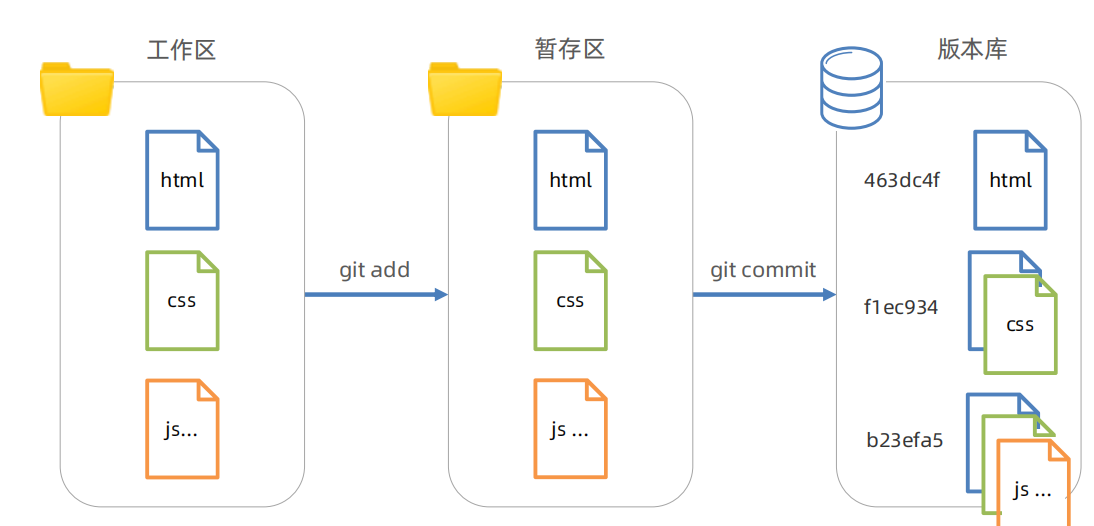 工作区
暂存区
版本库
html
css
js...
git add
html
css
js ...
git commit
463dc4f
html
f1ec934
css
b23efa5
js ...